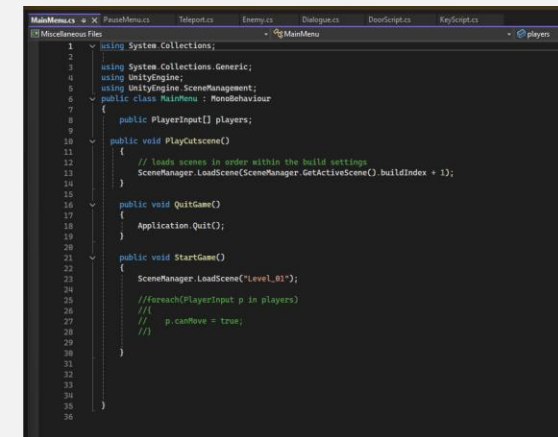 MainMenu.cs PauseMenu.cs Teleport.cs Enemy.cs Dialogue.cs DoorScript.cs KeyScript.cs
Miscellaneous Files MainMenu players
1 using System.Collections;
2
3 using System.Collections.Generic;
4 using UnityEngine;
5 using UnityEngine.SceneManagement;
6 public class MainMenu : MonoBehaviour
7 {
8 public PlayerInput[] players;
9
10 public void PlayCutscene()
11 {
12 // loads scenes in order within the build settings
13 SceneManager.LoadScene(SceneManager.GetActiveScene().buildIndex + 1);
14 }
15
16 public void QuitGame()
17 {
18 Application.Quit();
19 }
20
21 public void StartGame()
22 {
23 SceneManager.LoadScene("Level_01");
24
25 //foreach(PlayerInput p in players)
26 //{
27 // p.canMove = true;
28 //}
29
30 }
31
32
33
34
35 }
36